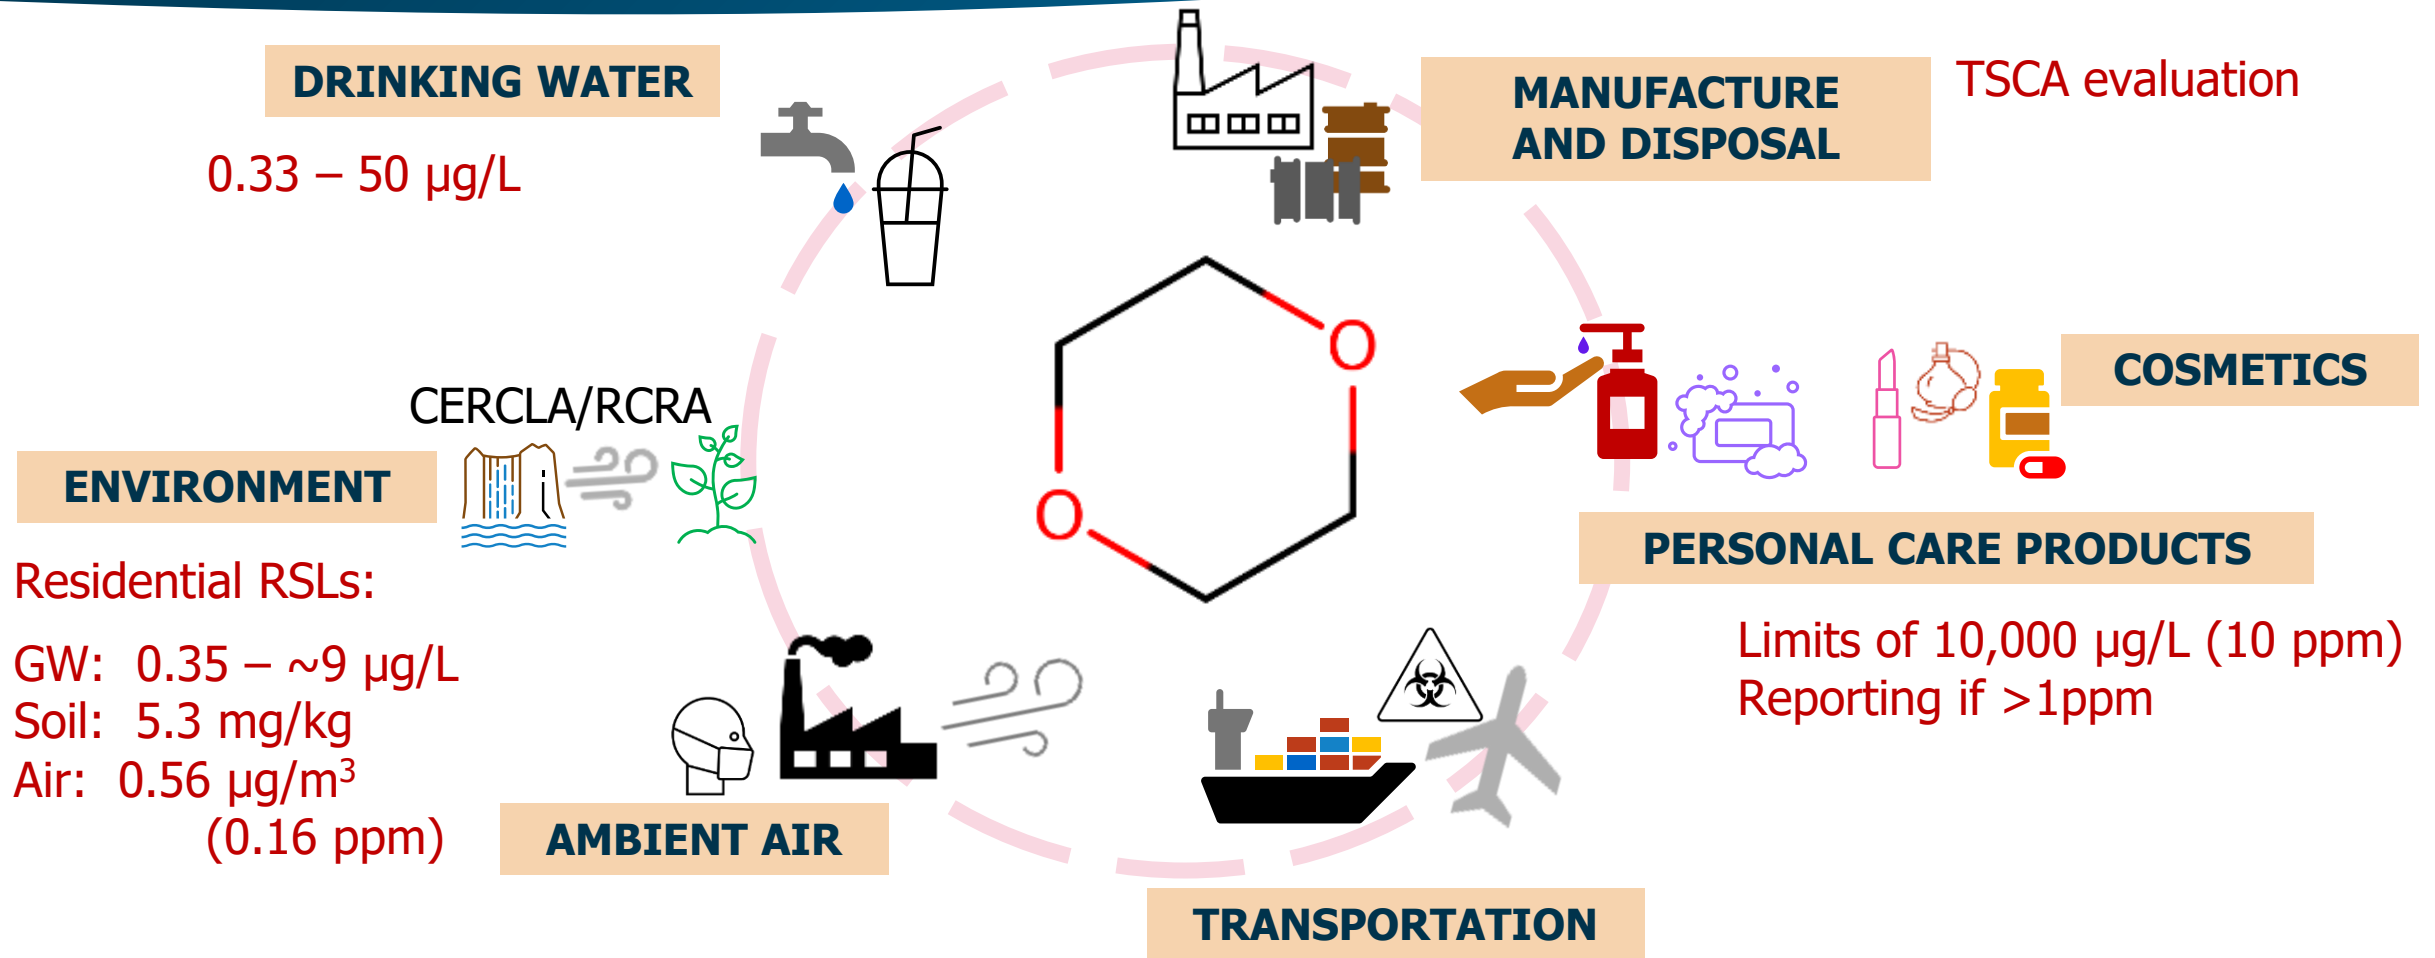 DRINKING WATER
0.33 – 50 µg/L
MANUFACTURE
AND DISPOSAL
TSCA evaluation
O
O
COSMETICS
CERCLA/RCRA
ENVIRONMENT
Residential RSLs:
GW: 0.35 – ~9 µg/L
Soil: 5.3 mg/kg
Air: 0.56 µg/m³
(0.16 ppm)
PERSONAL CARE PRODUCTS
Limits of 10,000 µg/L (10 ppm)
Reporting if >1ppm
AMBIENT AIR
TRANSPORTATION